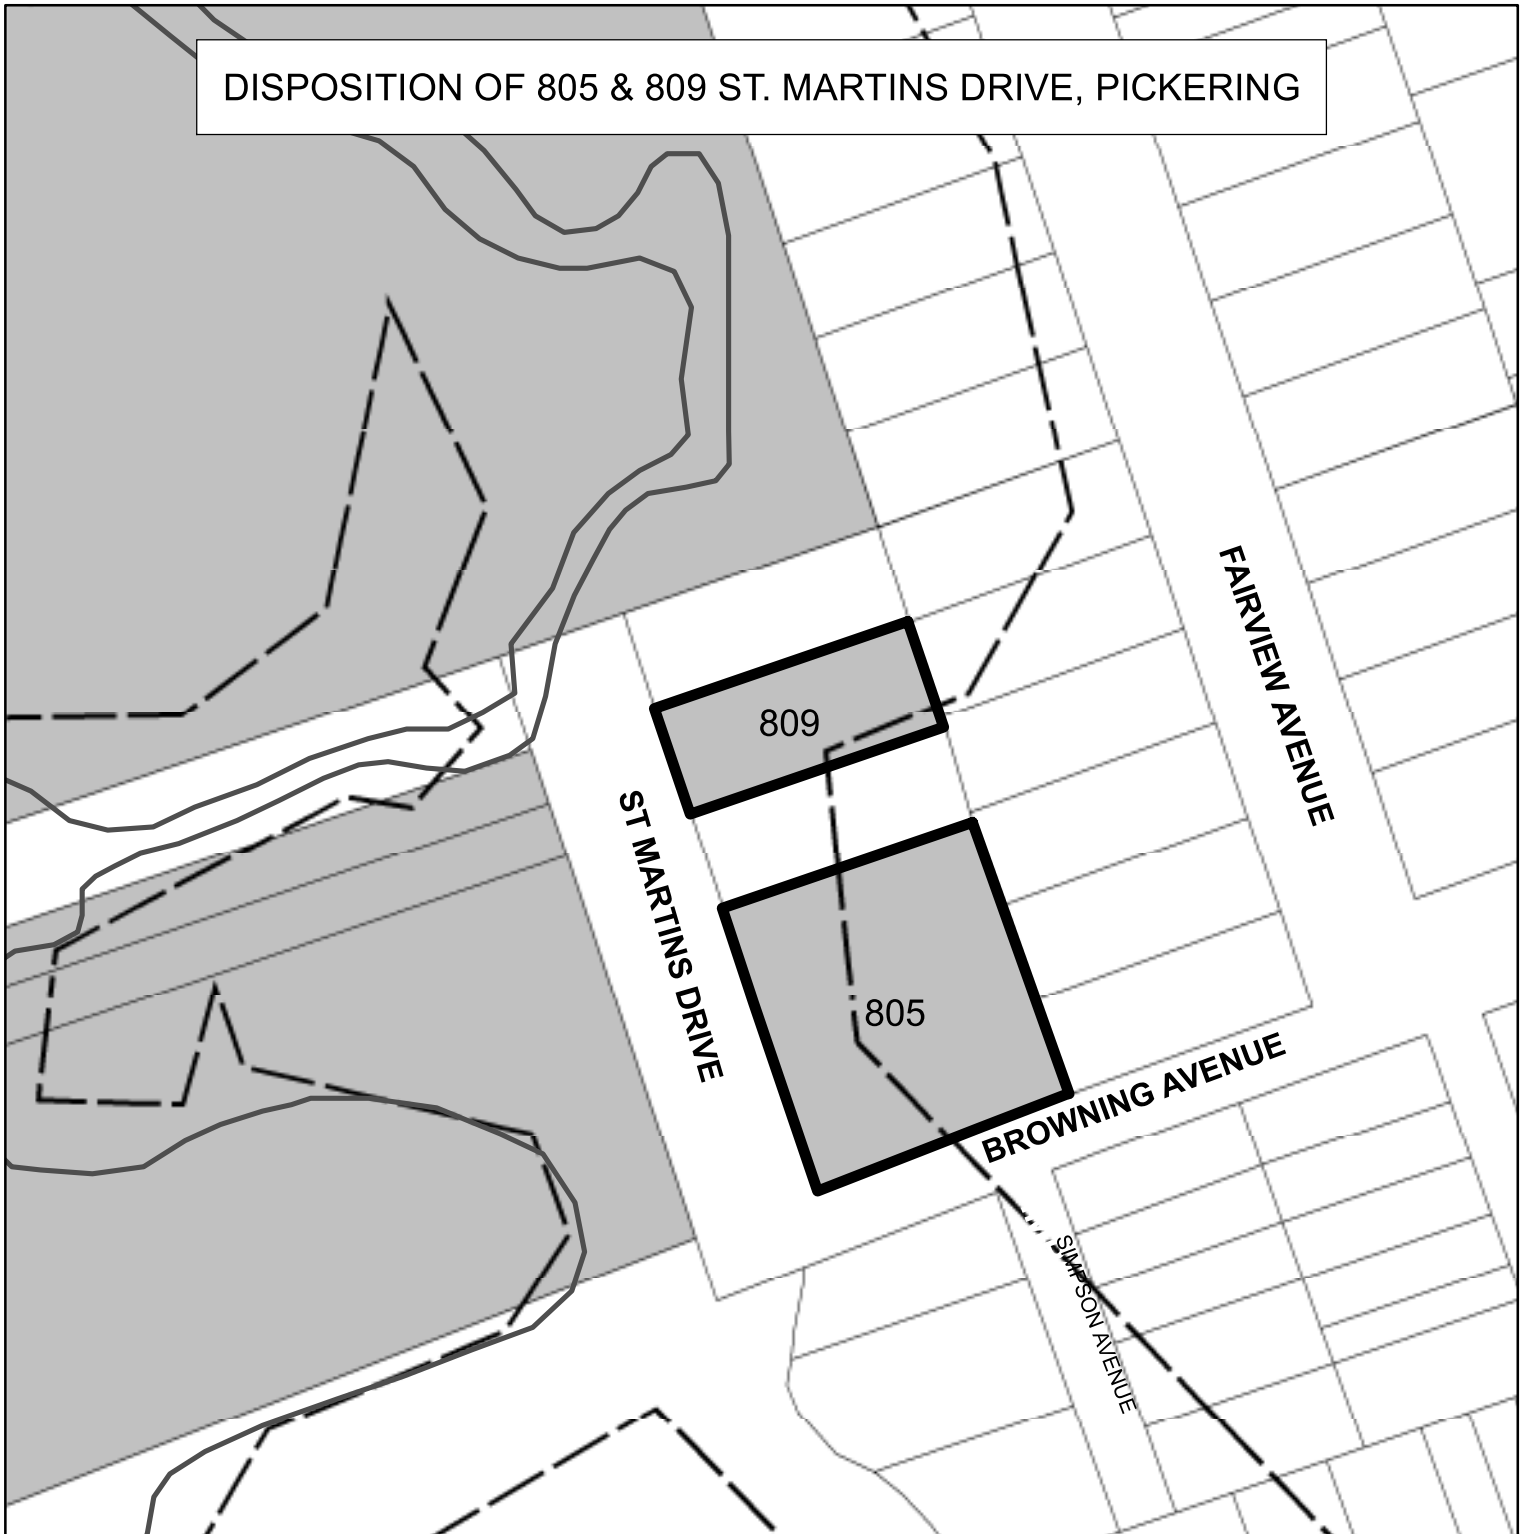 DISPOSITION OF 805 & 809 ST. MARTINS DRIVE, PICKERING
FAIRVIEW AVENUE
809
ST MARTINS DRIVE
805
BROWNING AVENUE
SIMPSON AVENUE